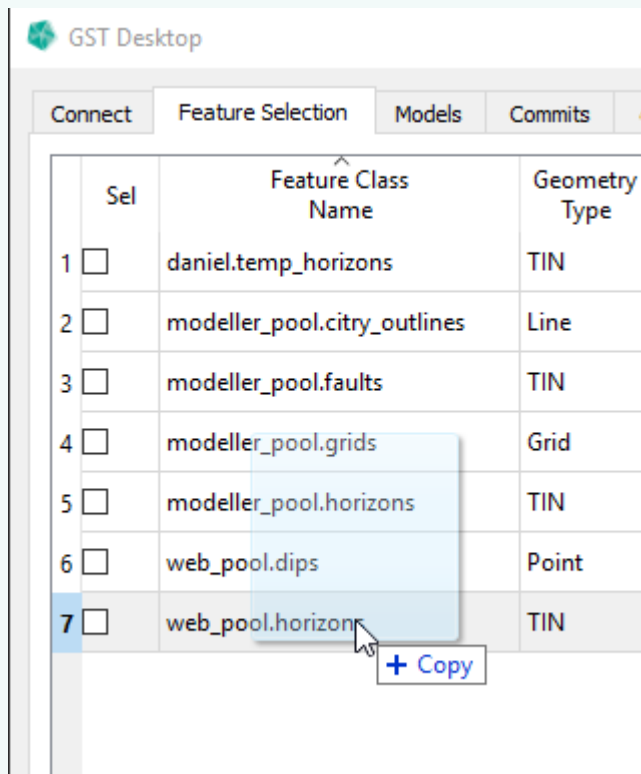 GST Desktop
Connect Feature Selection Models Commits
Sel Feature Class Name Geometry Type
1 daniel.temp_horizons TIN
2 modeller_pool.citry_outlines Line
3 modeller_pool.faults TIN
4 modeller_pool.grids Grid
5 modeller_pool.horizons TIN
6 web_pool.dips Point
7 web_pool.horizons TIN
+ Copy